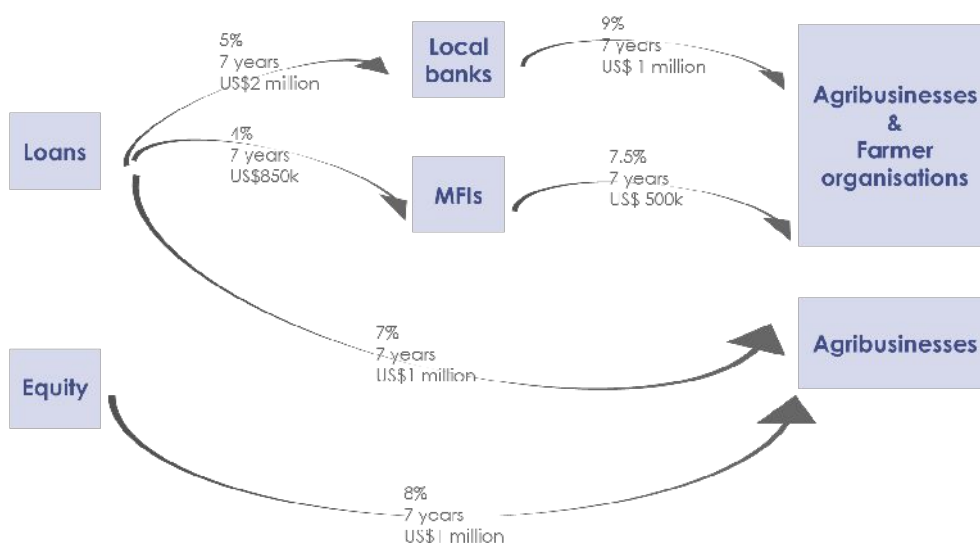 5%
7 years
US$2 million
Local
banks
9%
7 years
US$ 1 million
Agribusinesses
&
Farmer
organisations
Loans
4%
7 years
US$850k
MFIs
7.5%
7 years
US$ 500k
7%
7 years
US$1 million
Agribusinesses
Equity
8%
7 years
US$1 million